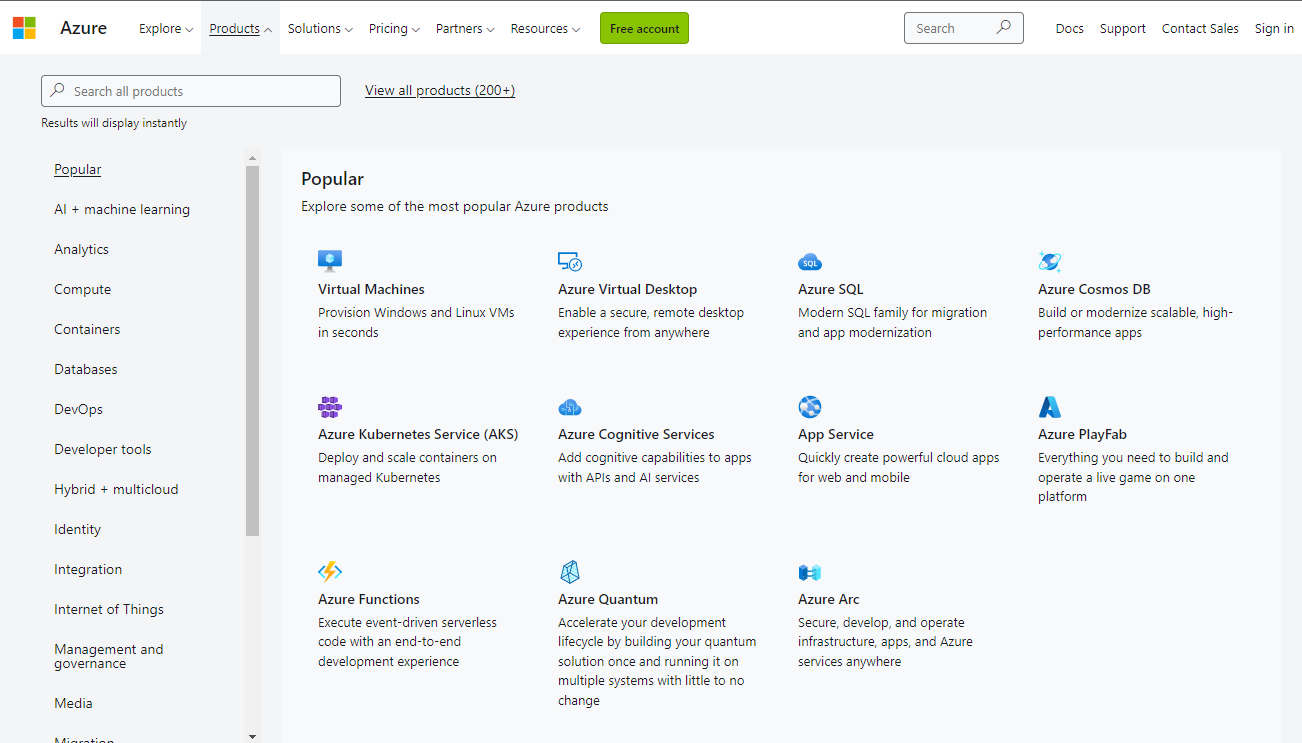 Azure
Explore
Products
Solutions
Pricing
Partners
Resources
Free account
Search
Docs
Support
Contact Sales
Sign in
Search all products
View all products (200+)
Results will display instantly
Popular
AI + machine learning
Analytics
Compute
Containers
Databases
DevOps
Developer tools
Hybrid + multicloud
Identity
Integration
Internet of Things
Management and
governance
Media
Migration
Popular
Explore some of the most popular Azure products
Virtual Machines
Provision Windows and Linux VMs
in seconds
Azure Virtual Desktop
Enable a secure, remote desktop
experience from anywhere
SQL
Azure SQL
Modern SQL family for migration
and app modernization
Azure Cosmos DB
Build or modernize scalable, high-
performance apps
Azure Kubernetes Service (AKS)
Deploy and scale containers on
managed Kubernetes
Azure Cognitive Services
Add cognitive capabilities to apps
with APIs and AI services
App Service
Quickly create powerful cloud apps
for web and mobile
Azure PlayFab
Everything you need to build and
operate a live game on one
platform
Azure Functions
Execute event-driven serverless
code with an end-to-end
development experience
Azure Quantum
Accelerate your development
lifecycle by building your quantum
solution once and running it on
multiple systems with little to no
change
Azure Arc
Secure, develop, and operate
infrastructure, apps, and Azure
services anywhere